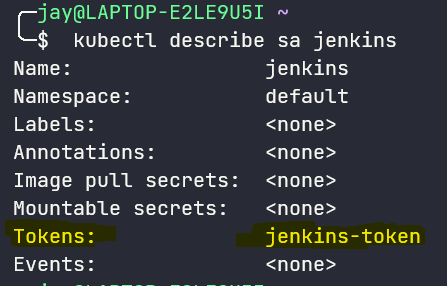 jay@LAPTOP-E2LE9U5I ~
$ kubectl describe sa jenkins
Name: jenkins
Namespace: default
Labels: <none>
Annotations: <none>
Image pull secrets: <none>
Mountable secrets: <none>
Tokens: jenkins-token
Events: <none>